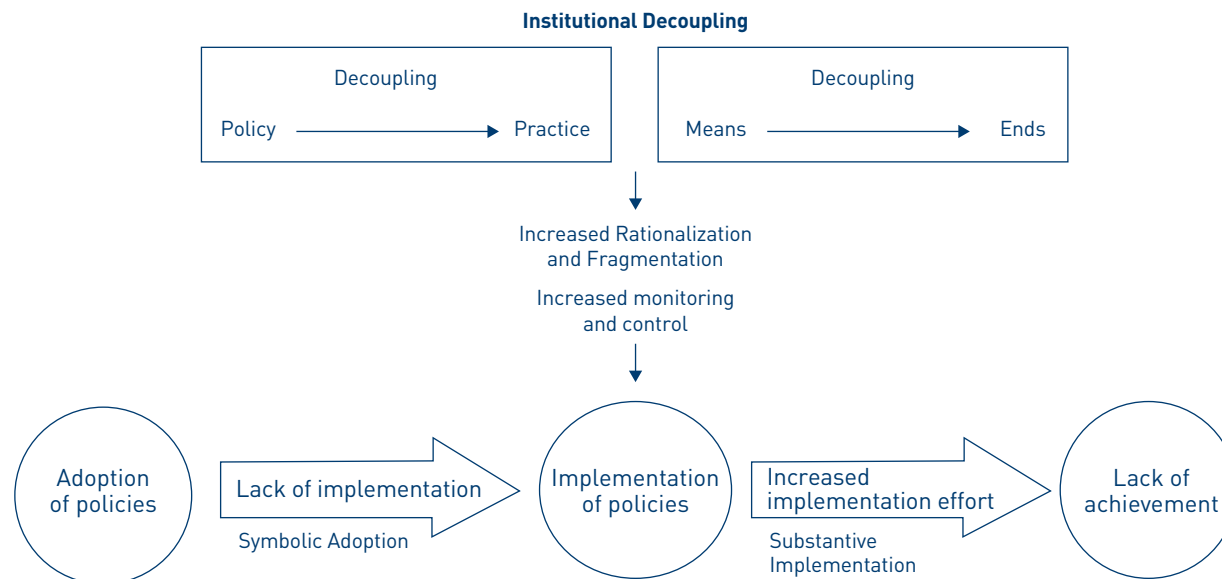 Institutional Decoupling
Decoupling
Policy
Practice
Decoupling
Means
Ends
Increased Rationalization
and Fragmentation
Increased monitoring
and control
Adoption
of policies
Lack of implementation
Symbolic Adoption
Implementation
of policies
Increased
implementation effort
Substantive
Implementation
Lack of
achievement